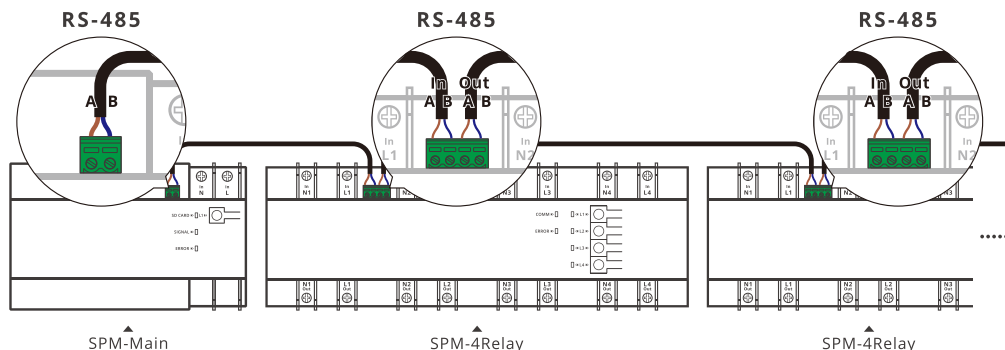 RS-485 RS-485 RS-485
In Out In Out
A B A B A B A B A B
In L1 In N2 In L1 In N2
In N In L In N1 In L1 N2 In L3 In N4 In L4 In N1 In L1 N2
SD CARD L1 COMM L1
SIGNAL ERROR L2
ERROR L3
L4
N1 Out L1 Out N2 Out L2 Out N3 Out L3 Out N4 Out L4 Out N1 Out L1 Out N2 Out L2 Out N3 Out
SPM-Main SPM-4Relay SPM-4Relay